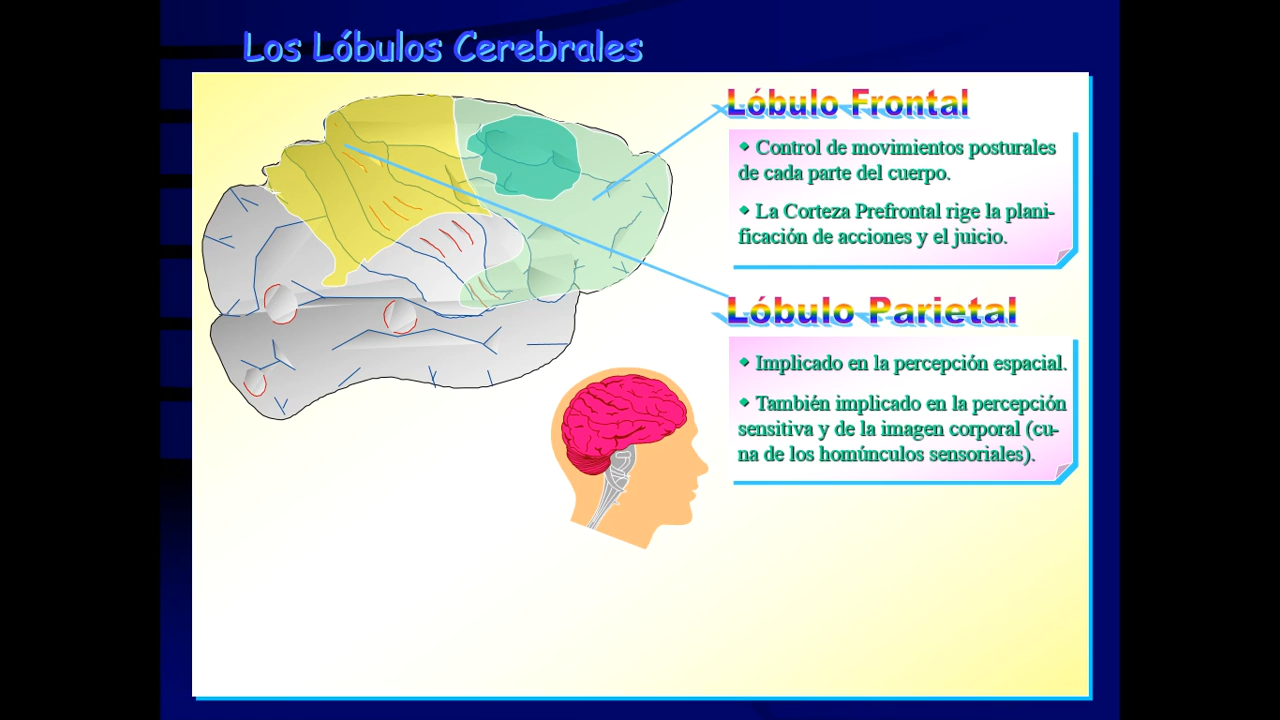 Los Lóbulos Cerebrales
Lóbulo Frontal
• Control de movimientos posturales
de cada parte del cuerpo.
• La Corteza Prefrontal rige la plani-
ficación de acciones y el juicio.
Lóbulo Parietal
• Implicado en la percepción espacial.
• También implicado en la percepción
sensitiva y de la imagen corporal (cu-
na de los homúnculos sensoriales).